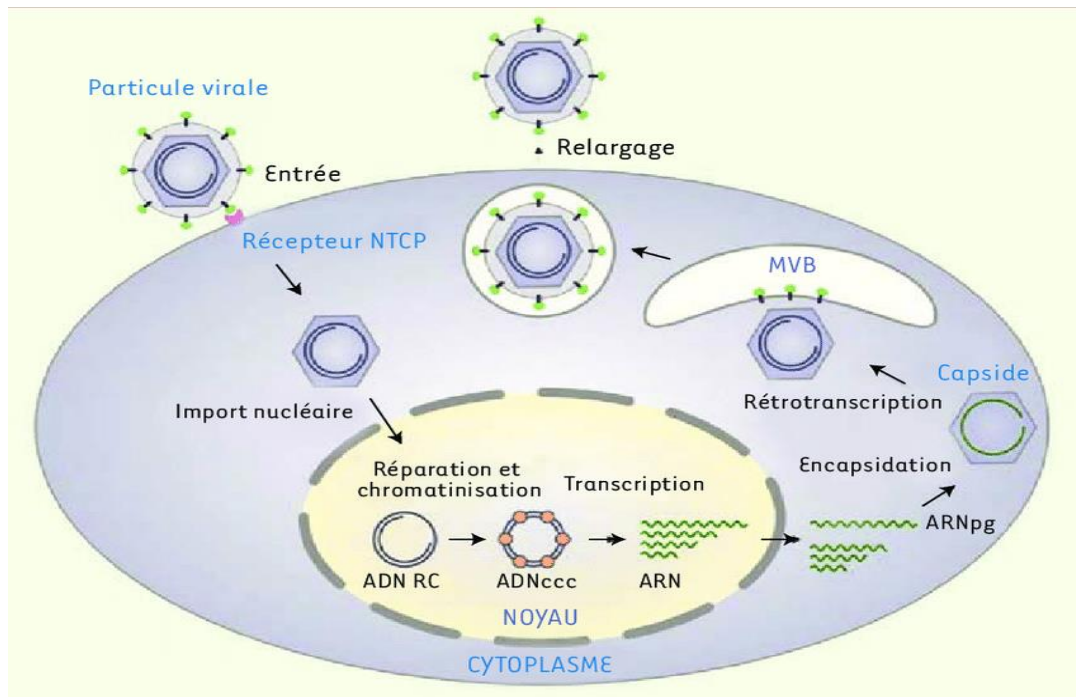 Particule virale
Entrée
Relargage
Récepteur NTCP
MVB
Capside
Import nucléaire
Rétrotranscription
Réparation et
chromatinisation
Transcription
Encapsidation
ARNpg
ADN RC
ADNccc
ARN
NOYAU
CYTOPLASME